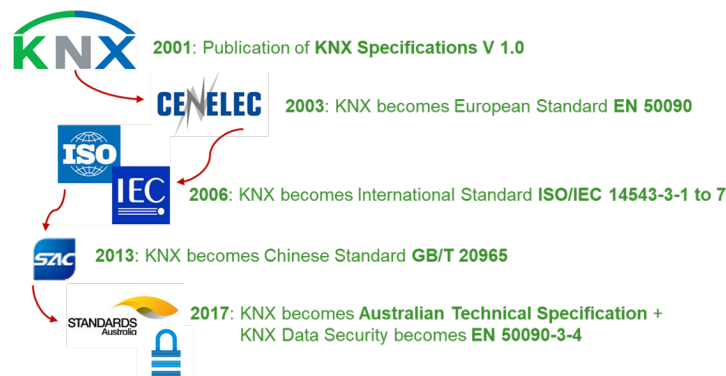 KNX
2001: Publication of KNX Specifications V 1.0
CENELEC
2003: KNX becomes European Standard EN 50090
ISO
IEC
2006: KNX becomes International Standard ISO/IEC 14543-3-1 to 7
SAC
2013: KNX becomes Chinese Standard GB/T 20965
STANDARDS
Australia
2017: KNX becomes Australian Technical Specification +
KNX Data Security becomes EN 50090-3-4